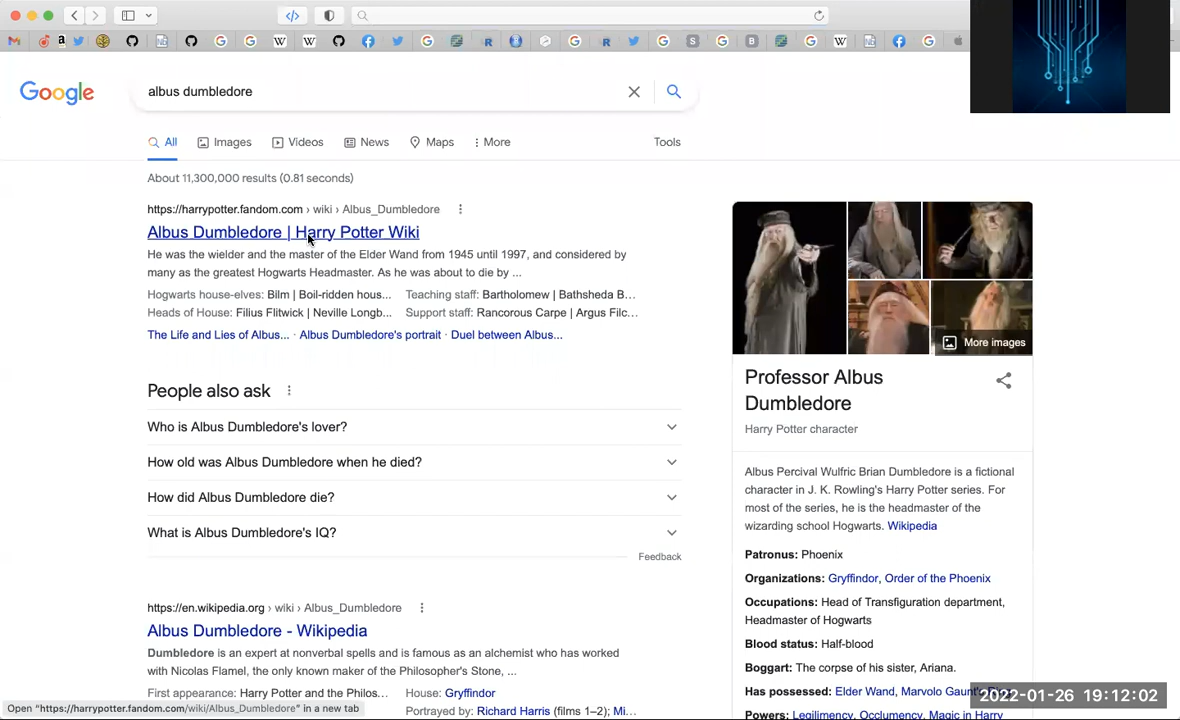 Google
albus dumbledore
All Images Videos News Maps More Tools
About 11,300,000 results (0.81 seconds)
https://harrypotter.fandom.com › wiki › Albus_Dumbledore
Albus Dumbledore | Harry Potter Wiki
He was the wielder and the master of the Elder Wand from 1945 until 1997, and considered by
many as the greatest Hogwarts Headmaster. As he was about to die by ...
Hogwarts house-elves: Bilm | Boil-ridden hous... Teaching staff: Bartholomew | Bathsheda B...
Heads of House: Filius Flitwick | Neville Longb... Support staff: Rancorous Carpe | Argus Filc...
The Life and Lies of Albus... · Albus Dumbledore's portrait · Duel between Albus...
People also ask
Who is Albus Dumbledore's lover?
How old was Albus Dumbledore when he died?
How did Albus Dumbledore die?
What is Albus Dumbledore's IQ?
Feedback
https://en.wikipedia.org › wiki › Albus_Dumbledore
Albus Dumbledore - Wikipedia
Dumbledore is an expert at nonverbal spells and is famous as an alchemist who has worked
with Nicolas Flamel, the only known maker of the Philosopher's Stone, ...
First appearance: Harry Potter and the Philos... House: Gryffindor
Portrayed by: Richard Harris (films 1–2); Mi...
Open "https://harrypotter.fandom.com/wiki/Albus_Dumbledore" in a new tab
More images
Professor Albus
Dumbledore
Harry Potter character
Albus Percival Wulfric Brian Dumbledore is a fictional
character in J. K. Rowling's Harry Potter series. For
most of the series, he is the headmaster of the
wizarding school Hogwarts. Wikipedia
Patronus: Phoenix
Organizations: Gryffindor, Order of the Phoenix
Occupations: Head of Transfiguration department,
Headmaster of Hogwarts
Blood status: Half-blood
Boggart: The corpse of his sister, Ariana.
Has possessed: Elder Wand, Marvolo Gaunt's
Powers: Legilimency, Occlumency, Magic in Harry
2022-01-26 19:12:02